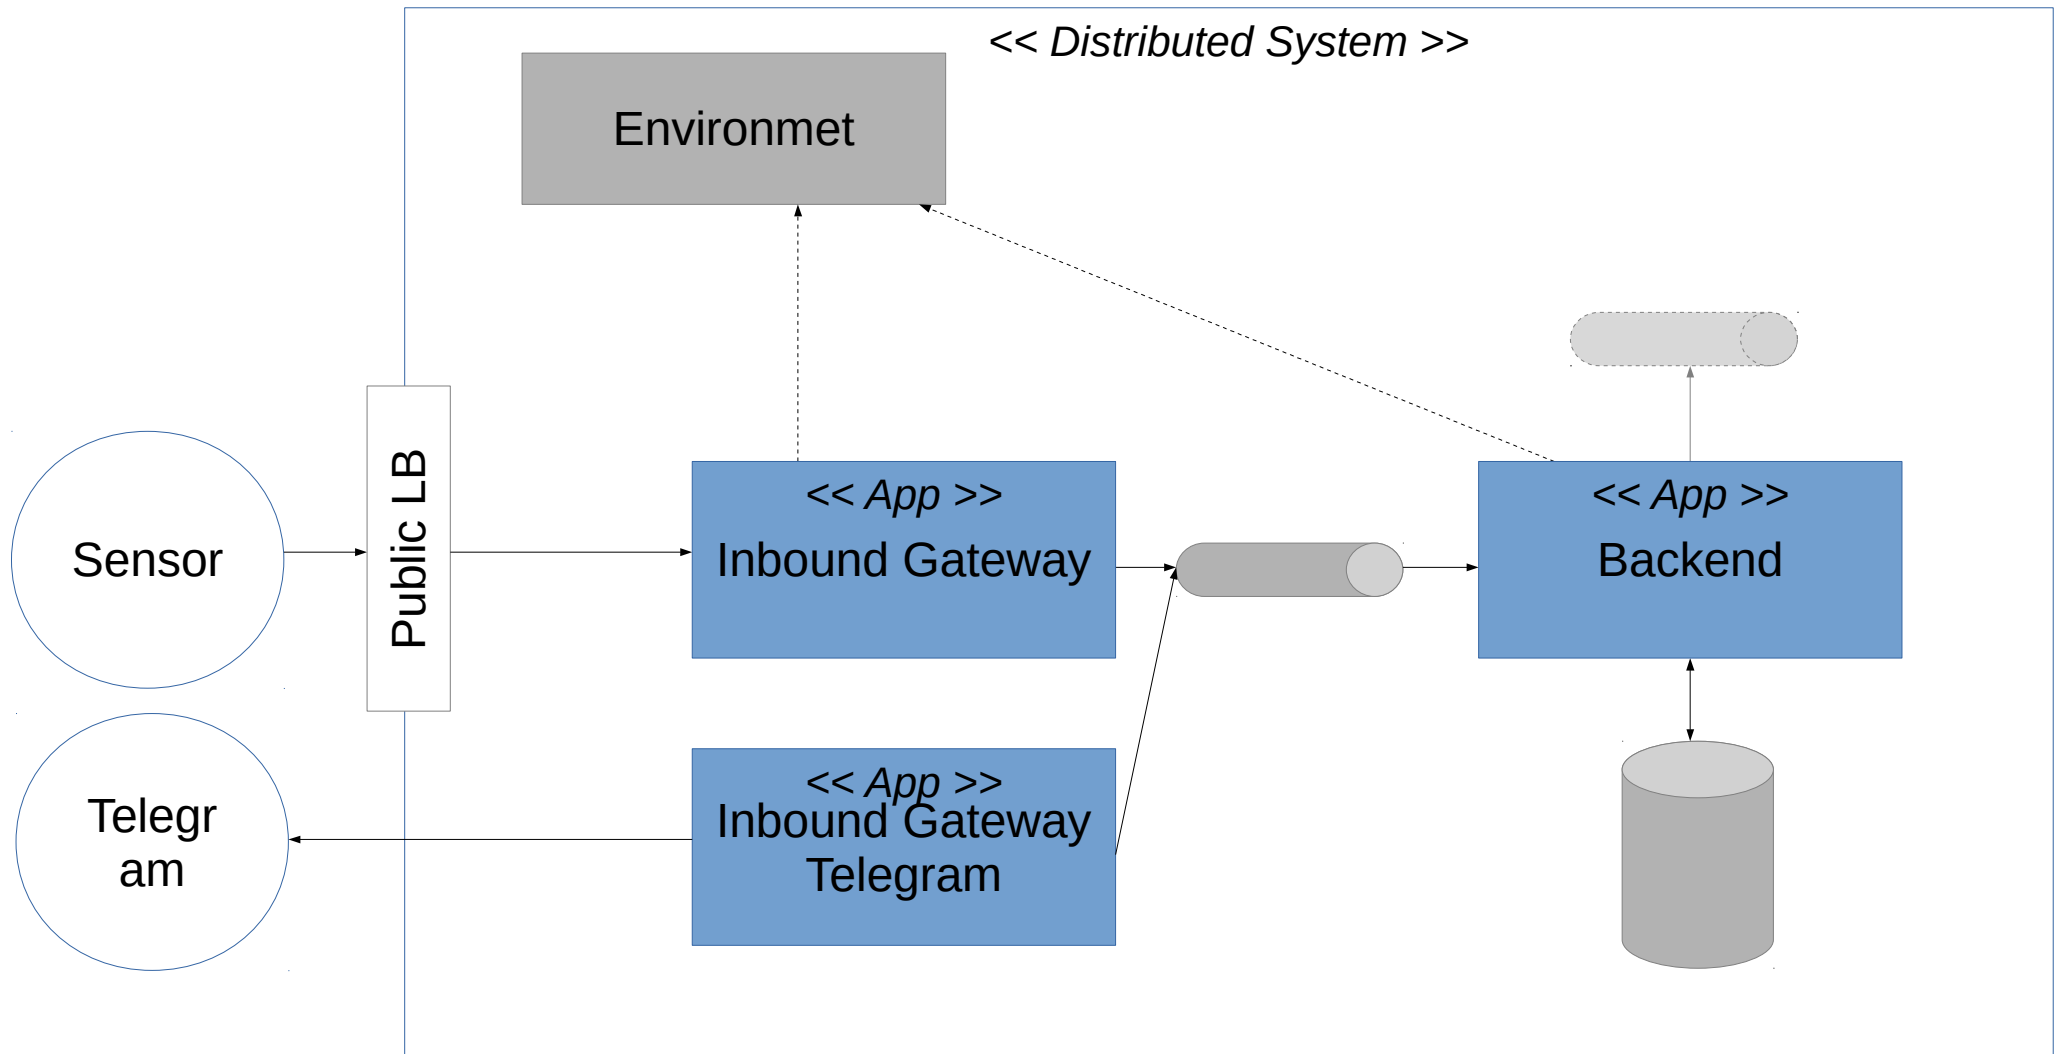 << Distributed System >>
Environmet
Sensor
Public LB
<< App >>
Inbound Gateway
<< App >>
Backend
Telegr
am
<< App >>
Inbound Gateway
Telegram